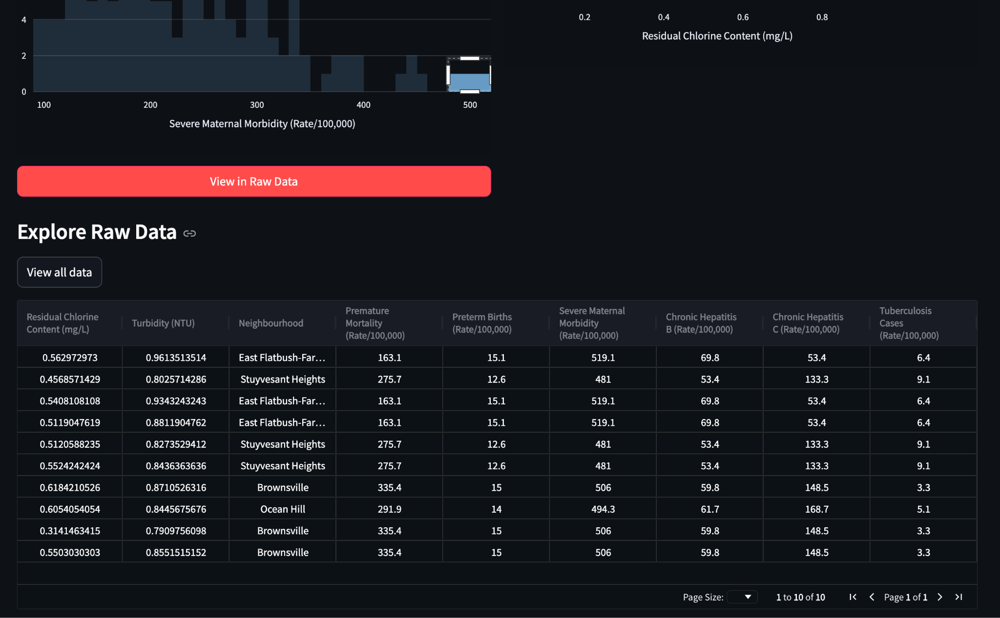 4
2
0
100 200 300 400 500
Severe Maternal Morbidity (Rate/100,000)
0.2 0.4 0.6 0.8
Residual Chlorine Content (mg/L)
View in Raw Data
Explore Raw Data
View all data
Residual Chlorine
Content (mg/L)
Turbidity (NTU)
Neighbourhood
Premature
Mortality
(Rate/100,000)
Preterm Births
(Rate/100,000)
Severe Maternal
Morbidity
(Rate/100,000)
Chronic Hepatitis
B (Rate/100,000)
Chronic Hepatitis
C (Rate/100,000)
Tuberculosis
Cases
(Rate/100,000)
0.562972973 0.9613513514 East Flatbush-Far... 163.1 15.1 519.1 69.8 53.4 6.4
0.4568571429 0.8025714286 Stuyvesant Heights 275.7 12.6 481 53.4 133.3 9.1
0.5408108108 0.9343243243 East Flatbush-Far... 163.1 15.1 519.1 69.8 53.4 6.4
0.5119047619 0.8811904762 East Flatbush-Far... 163.1 15.1 519.1 69.8 53.4 6.4
0.5120588235 0.8273529412 Stuyvesant Heights 275.7 12.6 481 53.4 133.3 9.1
0.5524242424 0.8436363636 Stuyvesant Heights 275.7 12.6 481 53.4 133.3 9.1
0.6184210526 0.8710526316 Brownsville 335.4 15 506 59.8 148.5 3.3
0.6054054054 0.8445675676 Ocean Hill 291.9 14 494.3 61.7 168.7 5.1
0.3141463415 0.7909756098 Brownsville 335.4 15 506 59.8 148.5 3.3
0.5503030303 0.8551515152 Brownsville 335.4 15 506 59.8 148.5 3.3
Page Size: 1 to 10 of 10 Page 1 of 1